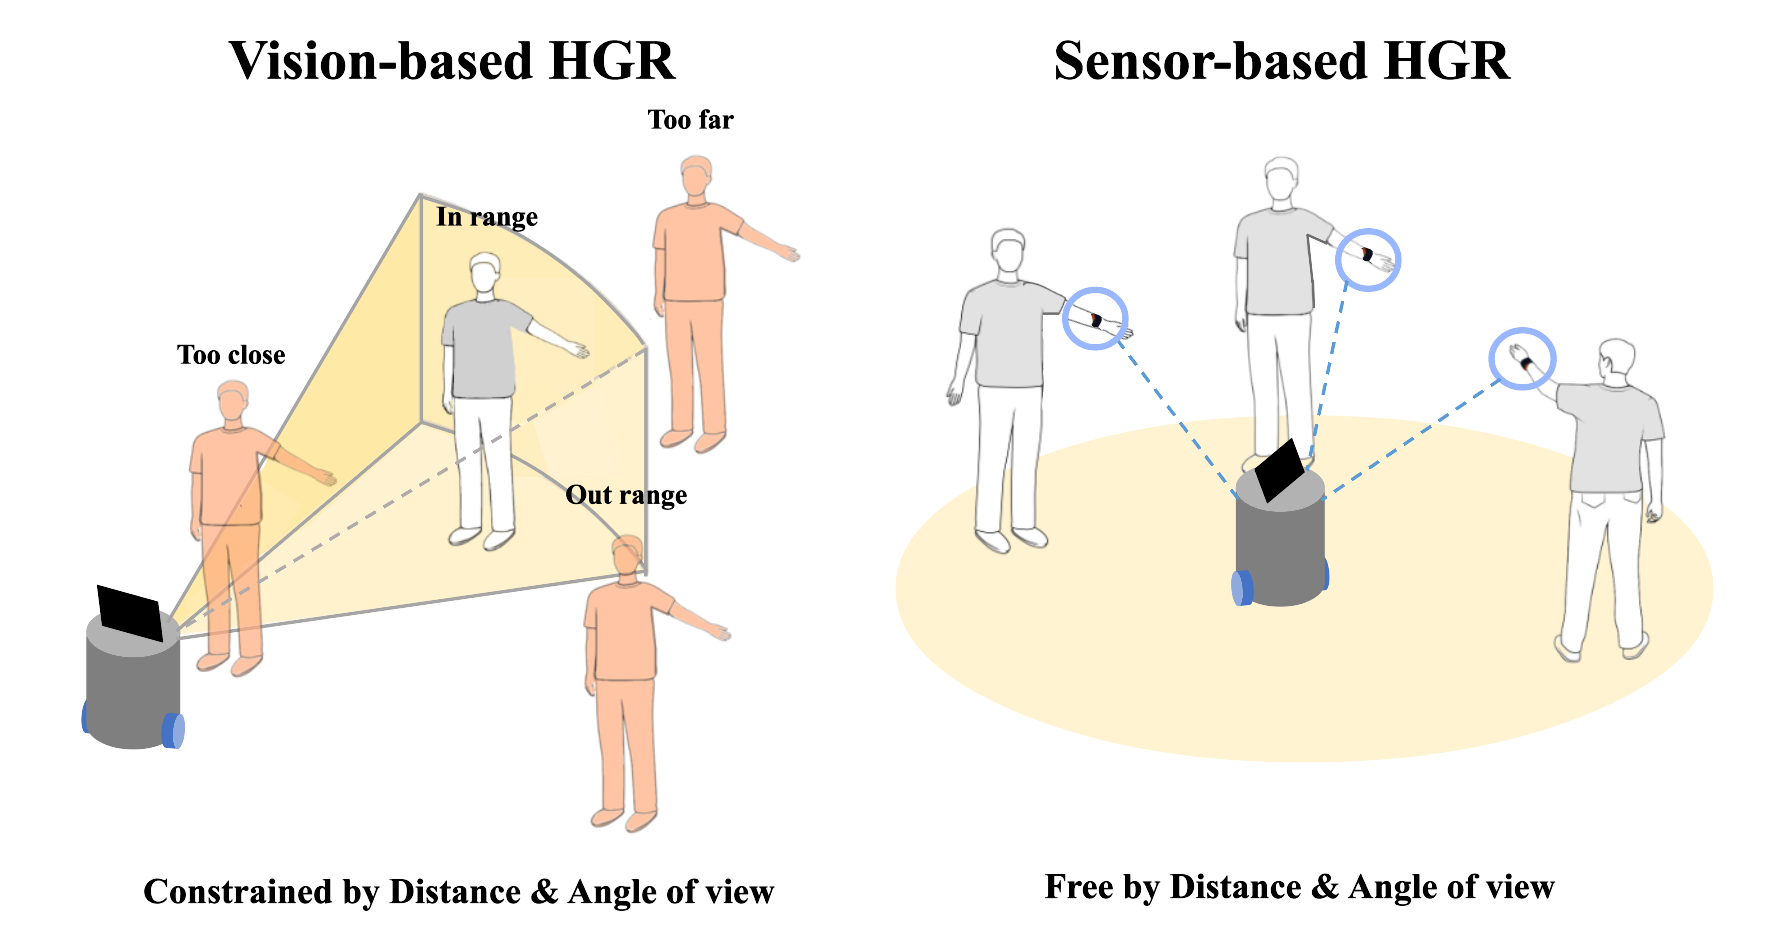 Vision-based HGR
Too far
In range
Too close
Out range
Constrained by Distance & Angle of view
Sensor-based HGR
Free by Distance & Angle of view